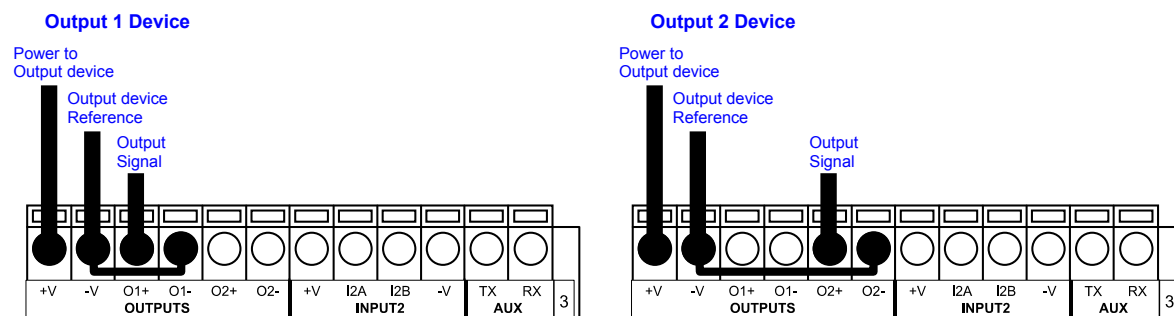 Output 1 Device
Power to
Output device
Output device
Reference
Output
Signal
+V -V O1+ O1- O2+ O2- +V I2A I2B -V TX RX
OUTPUTS INPUT2 AUX 3
Output 2 Device
Power to
Output device
Output device
Reference
Output
Signal
+V -V O1+ O1- O2+ O2- +V I2A I2B -V TX RX
OUTPUTS INPUT2 AUX 3